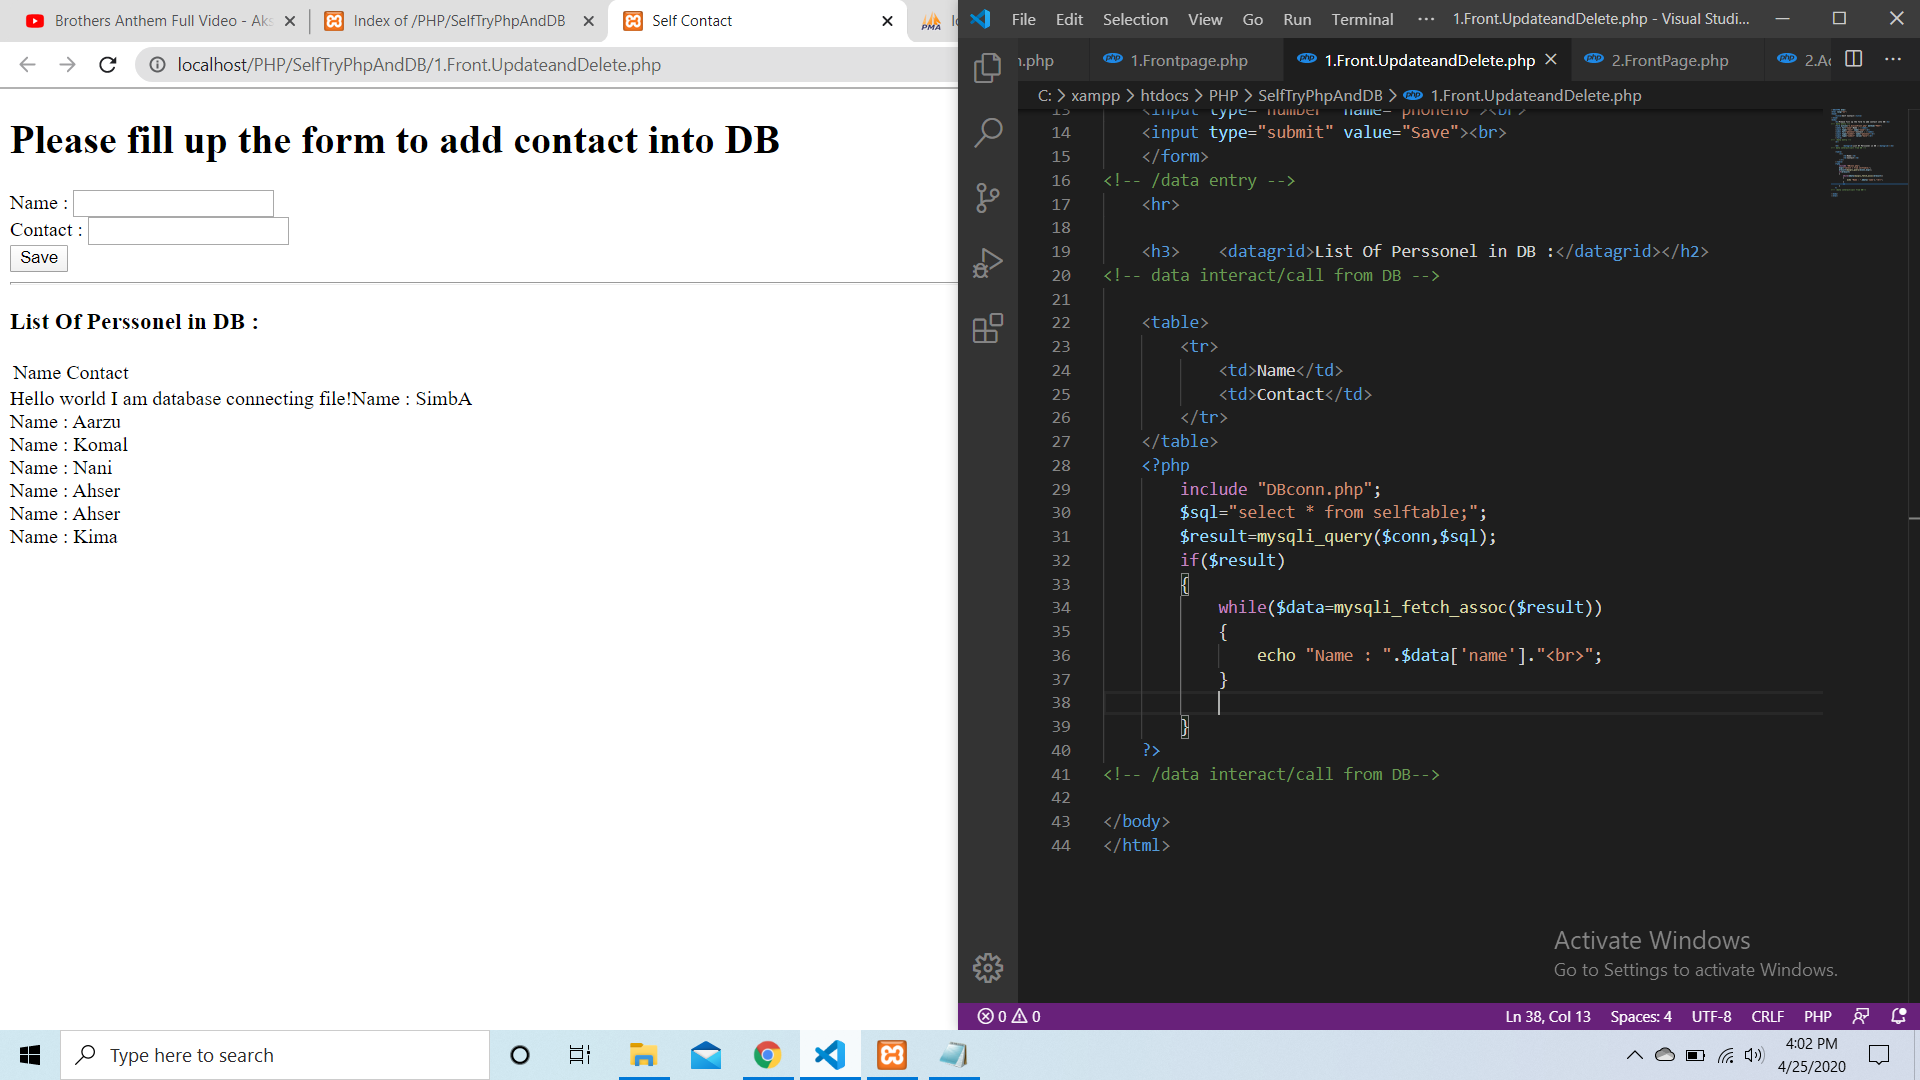 Brothers Anthem Full Video - Aks
Index of /PHP/SelfTryPhpAndDB
Self Contact
PMA
localhost/PHP/SelfTryPhpAndDB/1.Front.UpdateandDelete.php
Please fill up the form to add contact into DB
Name :
Contact :
Save
List Of Perssonel in DB :
Name Contact
Hello world I am database connecting file!Name : SimbA
Name : Aarzu
Name : Komal
Name : Nani
Name : Ahser
Name : Ahser
Name : Kima
File Edit Selection View Go Run Terminal ··· 1.Front.UpdateandDelete.php - Visual Studi...
n.php 1.Frontpage.php 1.Front.UpdateandDelete.php 2.FrontPage.php 2.Ac
C: > xampp > htdocs > PHP > SelfTryPhpAndDB > 1.Front.UpdateandDelete.php
13 <input type="number" name="phoneno"><br>
14 <input type="submit" value="Save"><br>
15 </form>
16 <!-- /data entry -->
17 <hr>
18
19 <h3>    <datagrid>List Of Perssonel in DB :</datagrid></h2>
20 <!-- data interact/call from DB -->
21
22 <table>
23 <tr>
24 <td>Name</td>
25 <td>Contact</td>
26 </tr>
27 </table>
28 <?php
29 include "DBconn.php";
30 $sql="select * from selftable;";
31 $result=mysqli_query($conn,$sql);
32 if($result)
33 {
34 while($data=mysqli_fetch_assoc($result))
35 {
36 echo "Name : ".$data['name']."<br>";
37 }
38
39 }
40 ?>
41 <!-- /data interact/call from DB-->
42
43 </body>
44 </html>
Activate Windows
Go to Settings to activate Windows.
0 0 Ln 38, Col 13 Spaces: 4 UTF-8 CRLF PHP
Type here to search
4:02 PM
4/25/2020